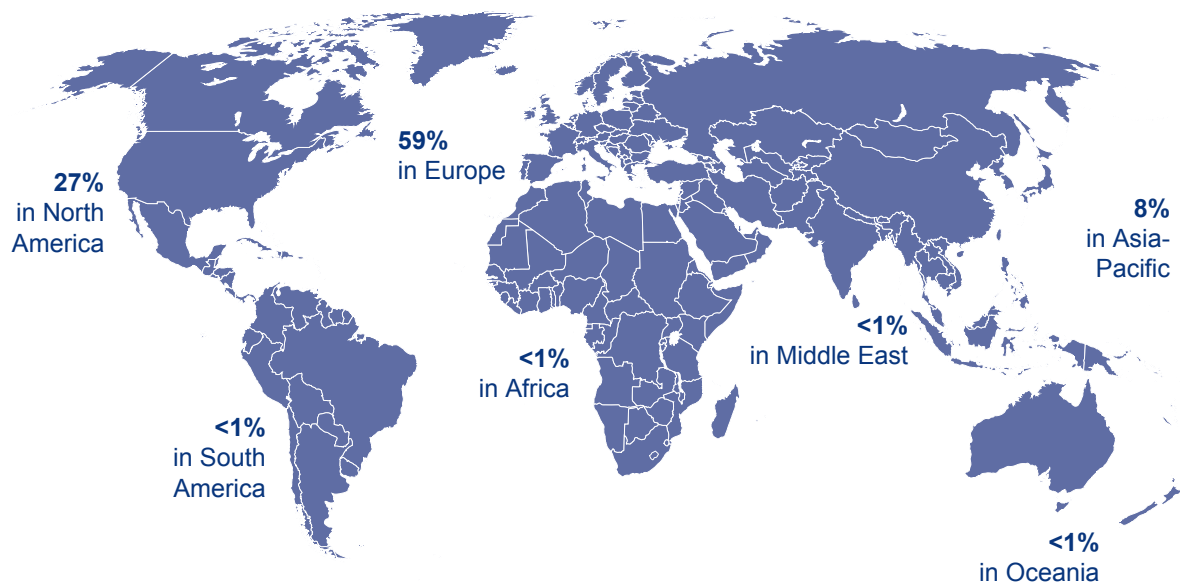 59%
in Europe
27%
in North
America
8%
in Asia-
Pacific
<1%
in Middle East
<1%
in Africa
<1%
in South
America
<1%
in Oceania